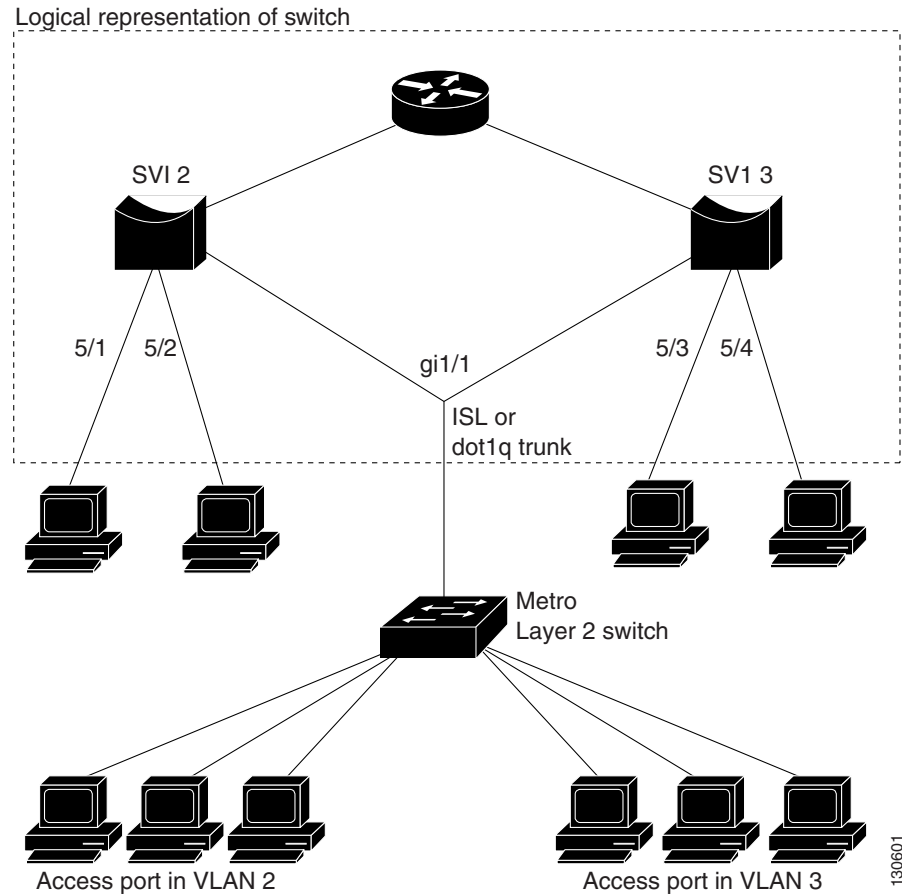 Logical representation of switch
SVI 2
SV1 3
5/1
5/2
gi1/1
5/3
5/4
ISL or
dot1q trunk
Metro
Layer 2 switch
Access port in VLAN 2
Access port in VLAN 3
130601